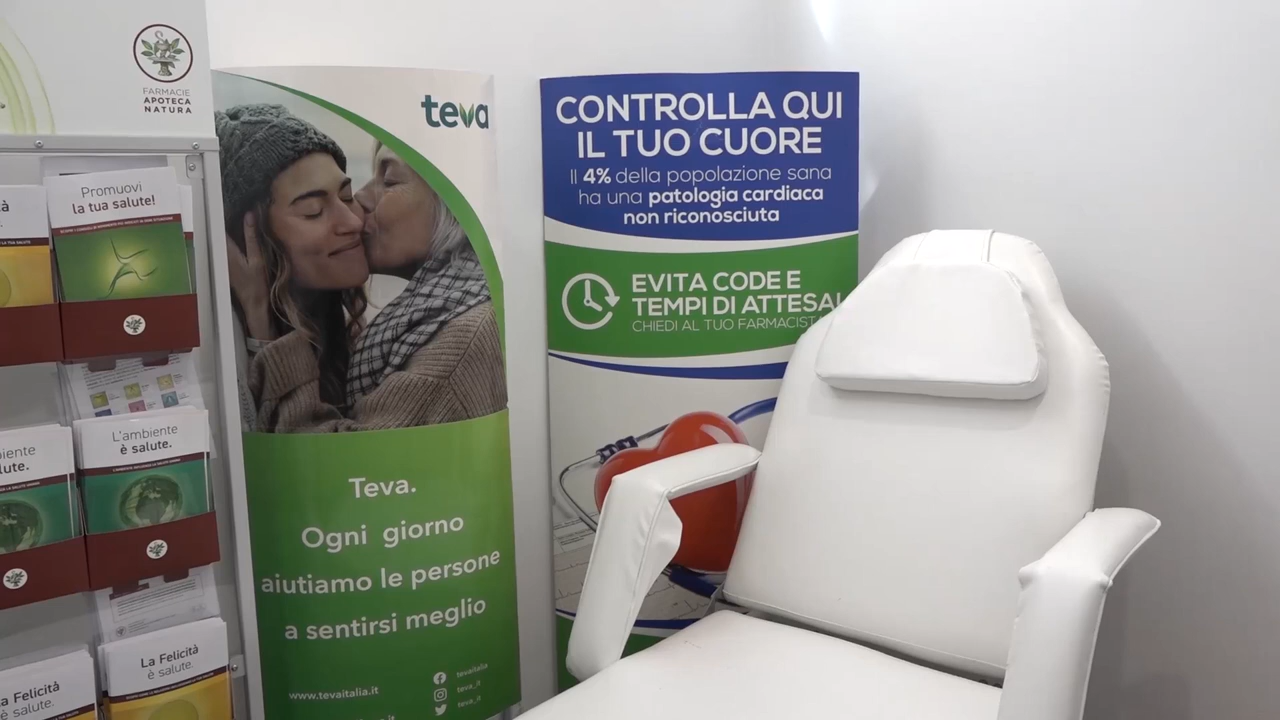 FARMACIE
APOTECA
NATURA
Promuovi
la tua salute!
L'ambiente
è salute.
La Felicità
è salute.
a Felicità
è salute.
iente
lute.
teva
Teva.
Ogni giorno
aiutiamo le persone
a sentirsi meglio
www.tevaitalia.it
tevaitalia
teva_it
teva_it
CONTROLLA QUI
IL TUO CUORE
Il 4% della popolazione sana
ha una patologia cardiaca
non riconosciuta
EVITA CODE E
TEMPI DI ATTESA!
CHIEDI AL TUO FARMACISTA